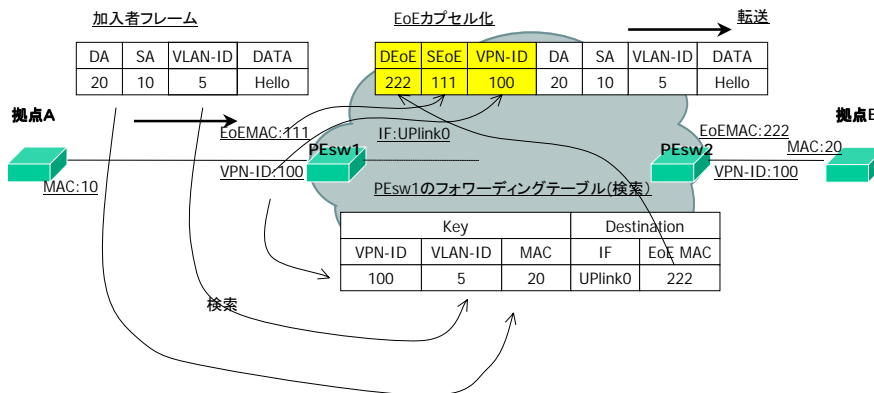 加入者フレーム
EoEカプセル化
転送
DA SA VLAN-ID DATA
20 10 5 Hello
DEoE SEoE VPN-ID DA SA VLAN-ID DATA
222 111 100 20 10 5 Hello
拠点A
EoEMAC:111
IF:UPlink0
EoEMAC:222
拠点B
PEsw1
PEsw2
MAC:20
MAC:10
VPN-ID:100
VPN-ID:100
PEsw1のフォワーディングテーブル(検索)
Key Destination
VPN-ID VLAN-ID MAC IF EoE MAC
100 5 20 UPlink0 222
検索